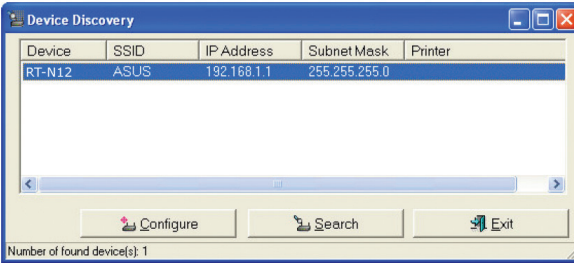 Device Discovery
Device SSID IP Address Subnet Mask Printer
RT-N12 ASUS 192.168.1.1 255.255.255.0
Configure Search Exit
Number of found device(s): 1